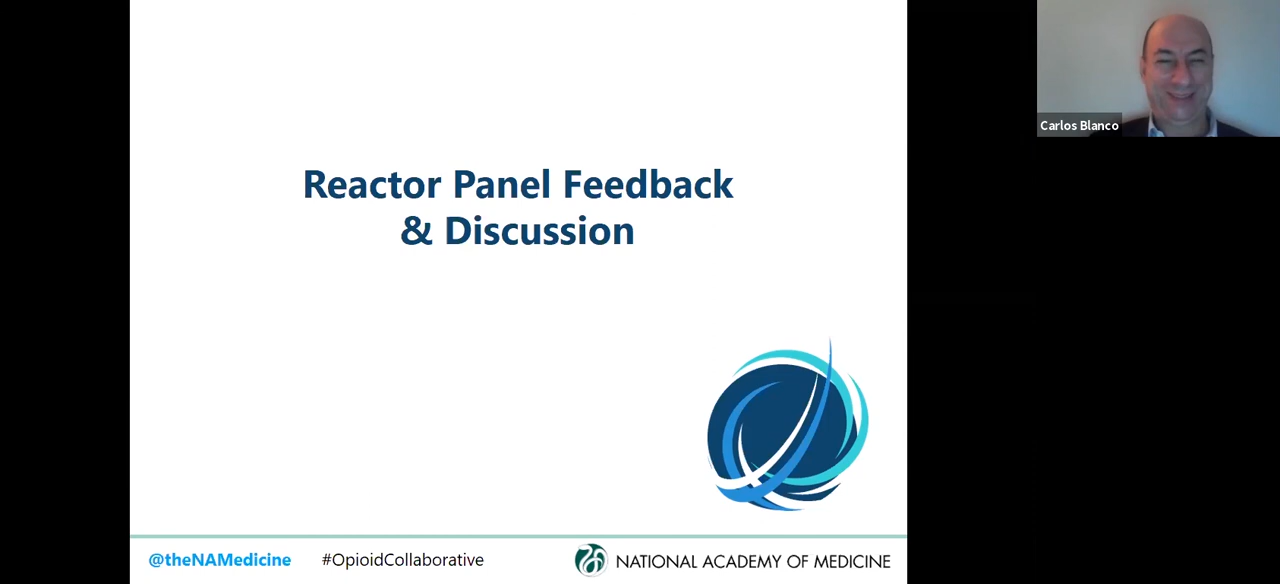 Reactor Panel Feedback
& Discussion
Carlos Blanco
@theNAMedicine #OpioidCollaborative NATIONAL ACADEMY OF MEDICINE